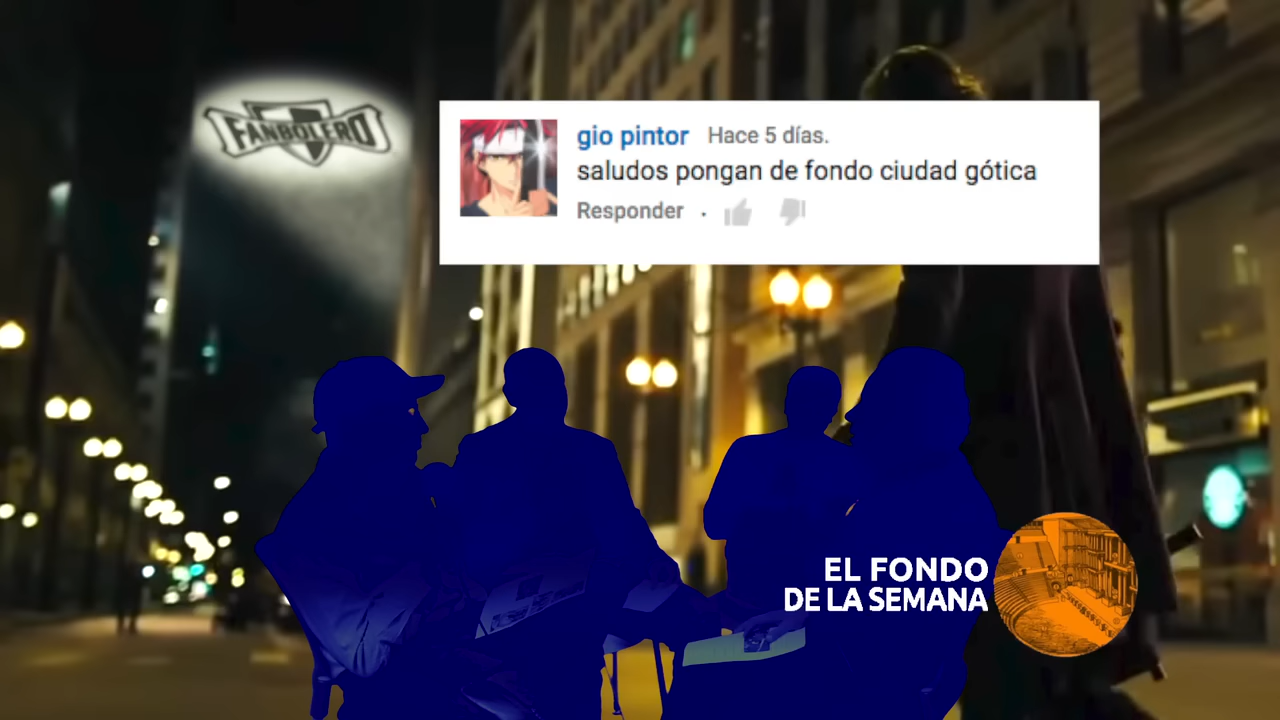 FANBOLERO
gio pintor Hace 5 días.
saludos pongan de fondo ciudad gótica
Responder .
EL FONDO
DE LA SEMANA